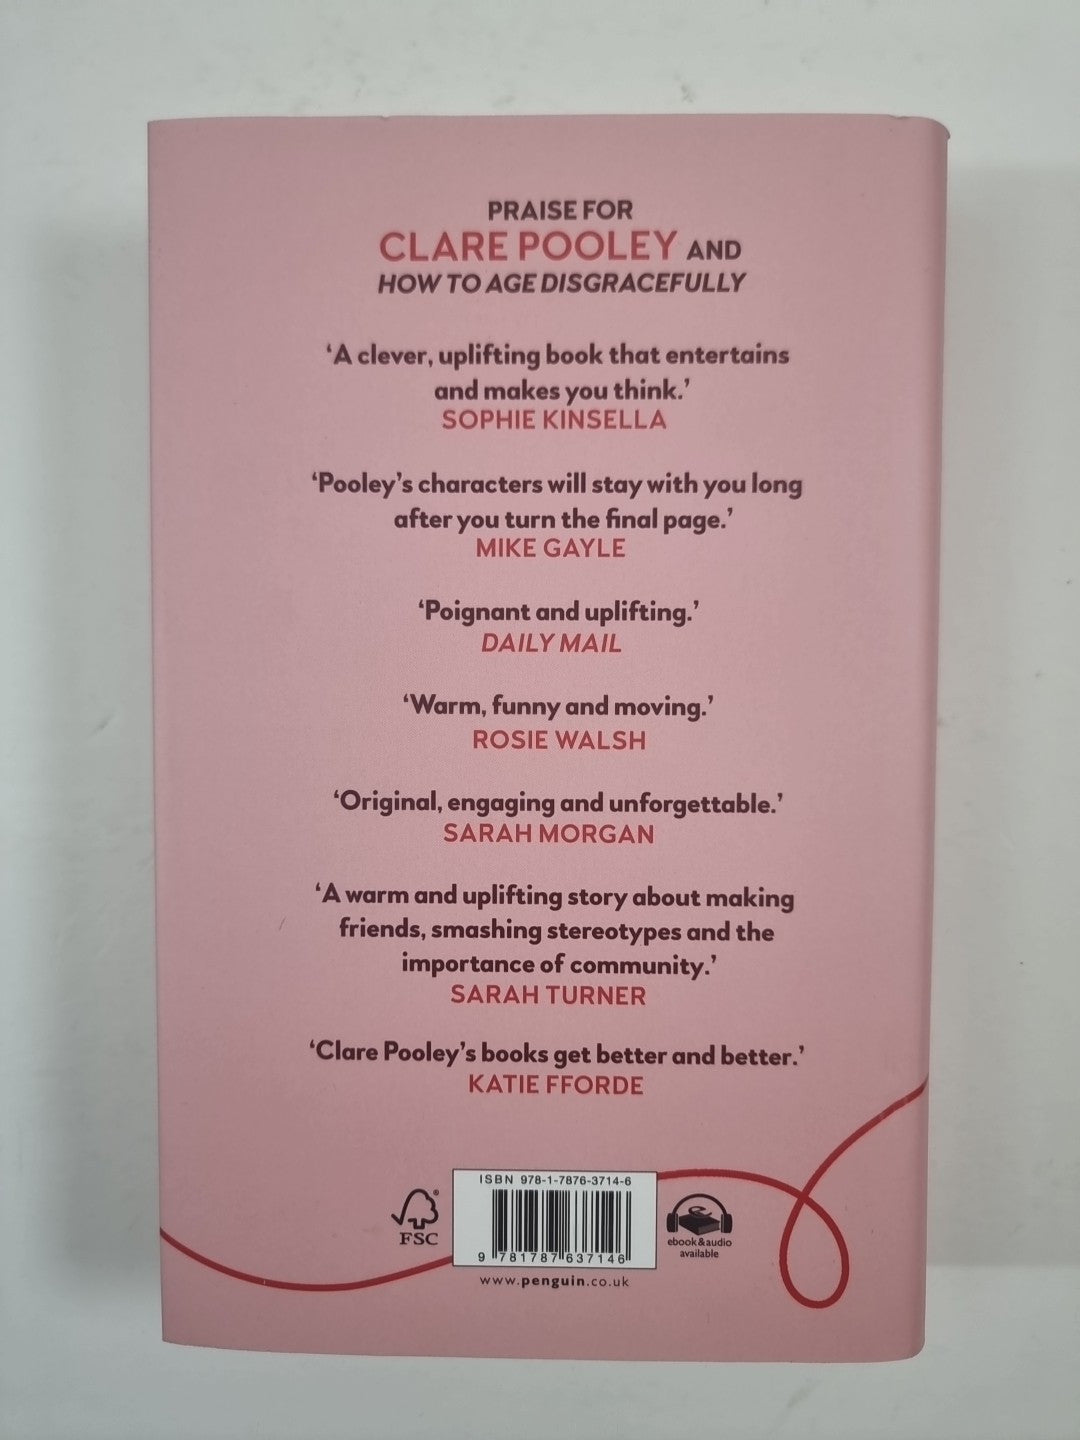 PRAISE FOR
CLARE POOLEY AND
HOW TO AGE DISGRACEFULLY
‘A clever, uplifting book that entertains
and makes you think.’
SOPHIE KINSELLA
‘Pooley’s characters will stay with you long
after you turn the final page.’
MIKE GAYLE
‘Poignant and uplifting.’
DAILY MAIL
‘Warm, funny and moving.’
ROSIE WALSH
‘Original, engaging and unforgettable.’
SARAH MORGAN
‘A warm and uplifting story about making
friends, smashing stereotypes and the
importance of community.’
SARAH TURNER
‘Clare Pooley’s books get better and better.’
KATIE FFORDE
ISBN 978-1-7876-3714-6
9 781787 637146
FSC
ebook & audio
available
www.penguin.co.uk